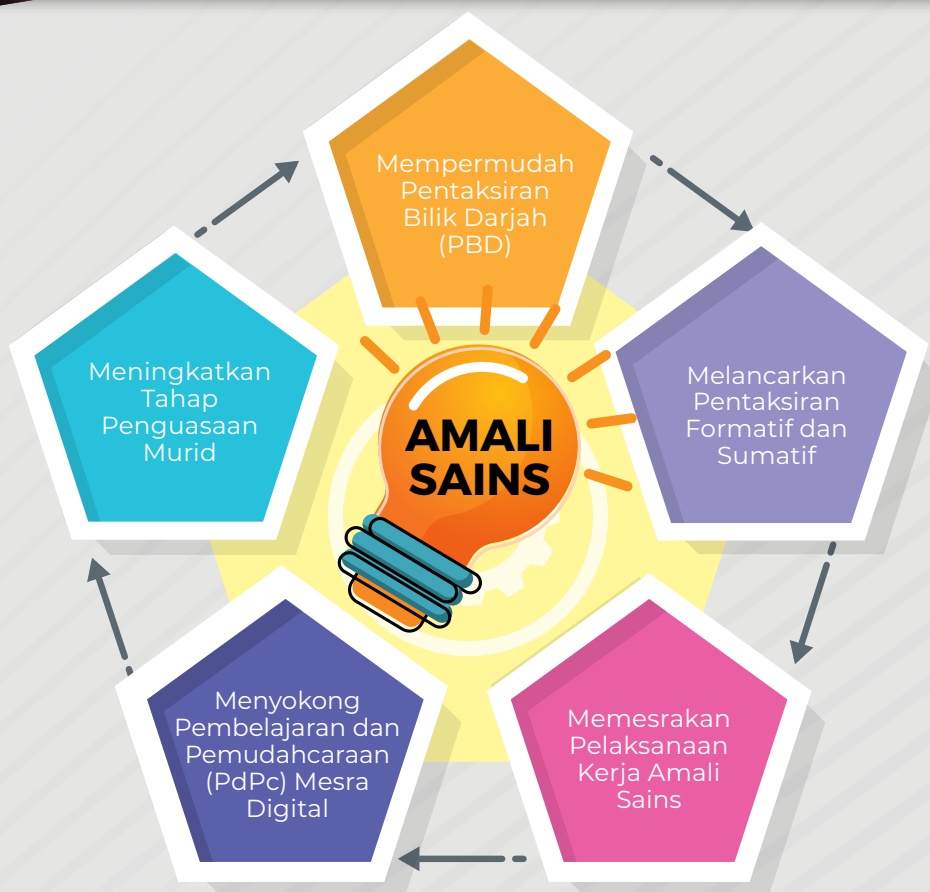 Mempermudah
Pentaksiran
Bilik Darjah
(PBD)
Melancarkan
Pentaksiran
Formatif dan
Sumatif
Memesrakan
Pelaksanaan
Kerja Amali
Sains
Menyokong
Pembelajaran dan
Pemudahcaraan
(PdPc) Mesra
Digital
Meningkatkan
Tahap
Penguasaan
Murid
AMALI
SAINS